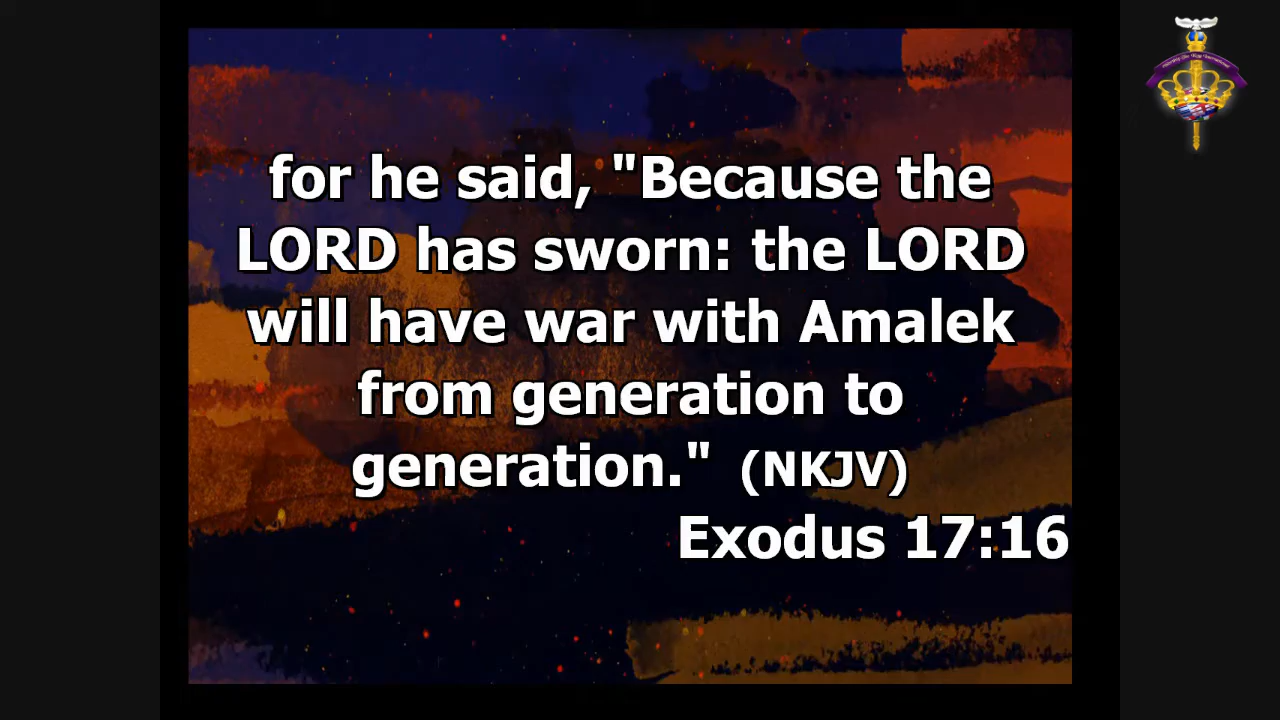 for he said, "Because the
LORD has sworn: the LORD
will have war with Amalek
from generation to
generation." (NKJV)
Exodus 17:16